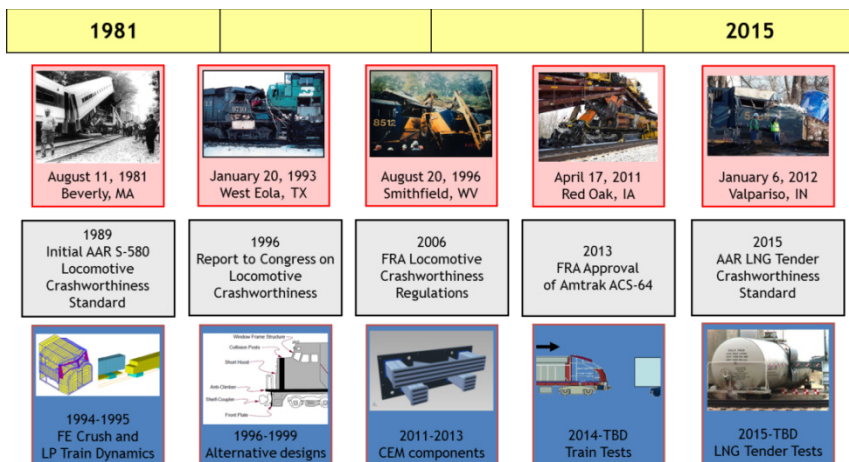 1981
2015
August 11, 1981
Beverly, MA
January 20, 1993
West Eola, TX
8512
August 20, 1996
Smithfield, WV
April 17, 2011
Red Oak, IA
January 6, 2012
Valpariso, IN
1989
Initial AAR S-580
Locomotive
Crashworthiness
Standard
1996
Report to Congress on
Locomotive
Crashworthiness
2006
FRA Locomotive
Crashworthiness
Regulations
2013
FRA Approval
of Amtrak ACS-64
2015
AAR LNG Tender
Crashworthiness
Standard
1994-1995
FE Crush and
LP Train Dynamics
Window Frame Structure
Collision Posts
Short Hood
Anti-Climber
Shelf-Coupler
Front Plate
1996-1999
Alternative designs
2011-2013
CEM components
2014-TBD
Train Tests
2015-TBD
LNG Tender Tests